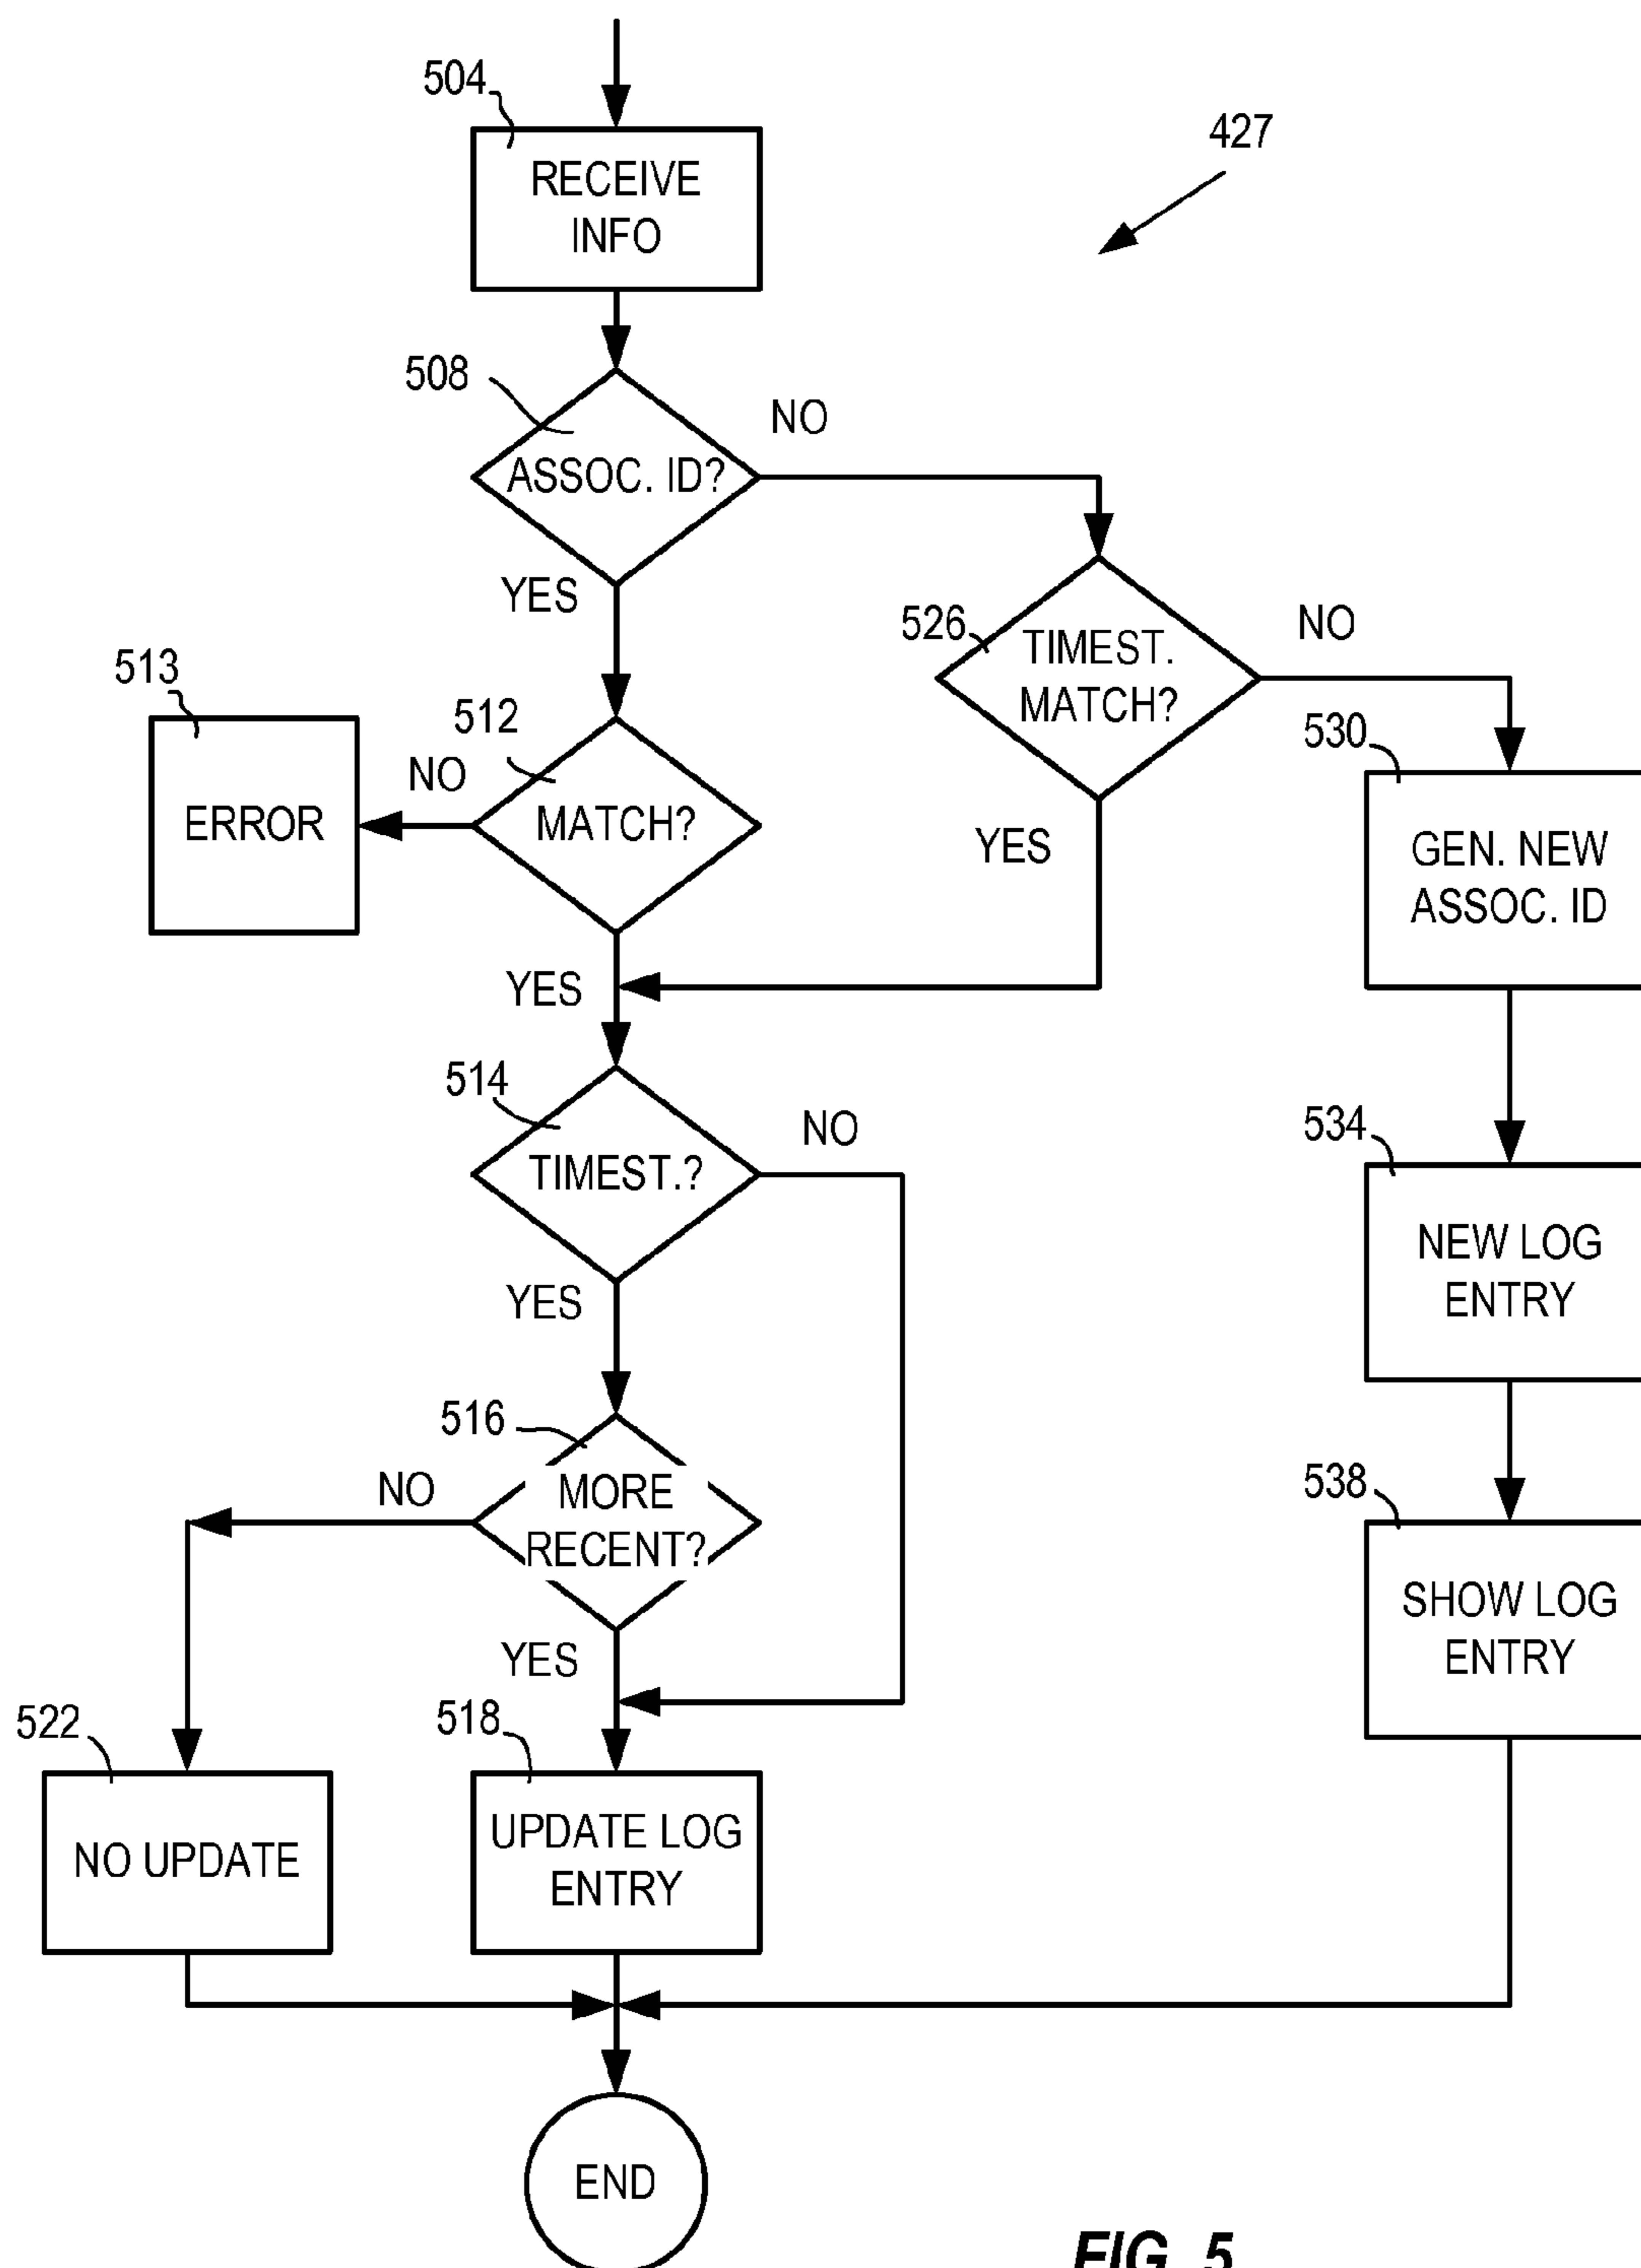 504
427
RECEIVE
INFO
508
NO
ASSOC. ID?
YES
526
TIMEST.
MATCH?
NO
513
512
NO
ERROR
MATCH?
530
YES
GEN. NEW
ASSOC. ID
YES
514
NO
TIMEST.?
534
NEW LOG
ENTRY
YES
516
NO
MORE
RECENT?
538
SHOW LOG
ENTRY
YES
522
518
NO UPDATE
UPDATE LOG
ENTRY
END
FIG. 5